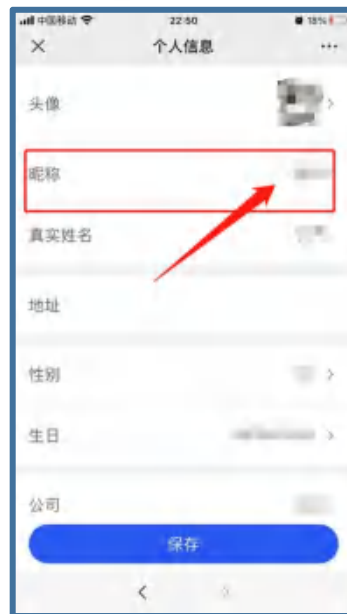 中国移动 22:50 15%
个人信息
头像
昵称
真实姓名
地址
性别
生日
公司
保存